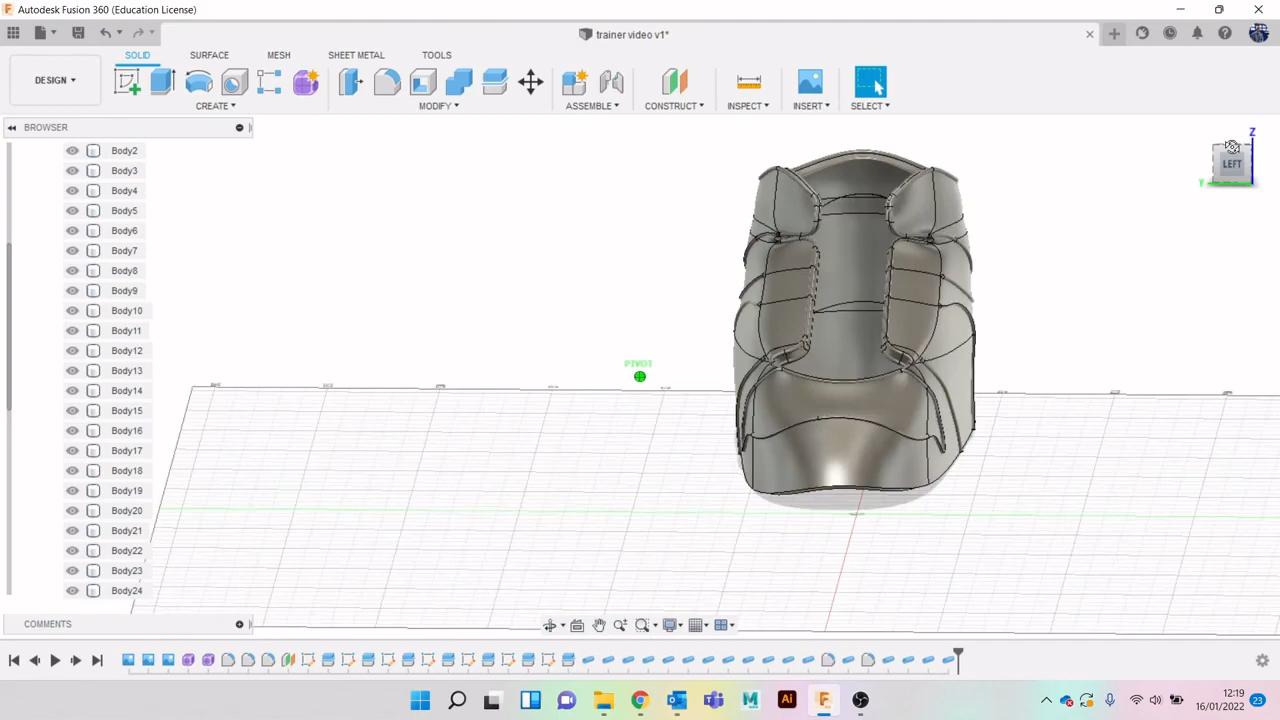 Autodesk Fusion 360 (Education License)
trainer video v1*
SOLID SURFACE MESH SHEET METAL TOOLS
DESIGN
CREATE MODIFY ASSEMBLE CONSTRUCT INSPECT INSERT SELECT
BROWSER
Body2
Body3
Body4
Body5
Body6
Body7
Body8
Body9
Body10
Body11
Body12
Body13
Body14
Body15
Body16
Body17
Body18
Body19
Body20
Body21
Body22
Body23
Body24
Z
LEFT
Y
PIVOT
COMMENTS
12:19
16/01/2022
23